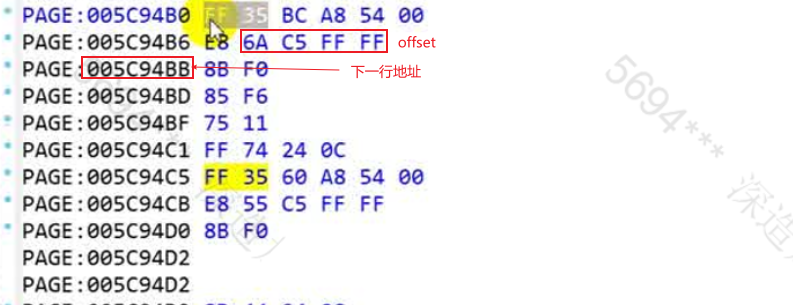 PAGE:005C94B0 FF 35 BC A8 54 00
PAGE:005C94B6 E8 6A C5 FF FF offset
PAGE:005C94BB 8B F0 下一行地址
PAGE:005C94BD 85 F6
PAGE:005C94BF 75 11
PAGE:005C94C1 FF 74 24 0C
PAGE:005C94C5 FF 35 60 A8 54 00
PAGE:005C94CB E8 55 C5 FF FF
PAGE:005C94D0 8B F0
PAGE:005C94D2
PAGE:005C94D2
5694*** 深造